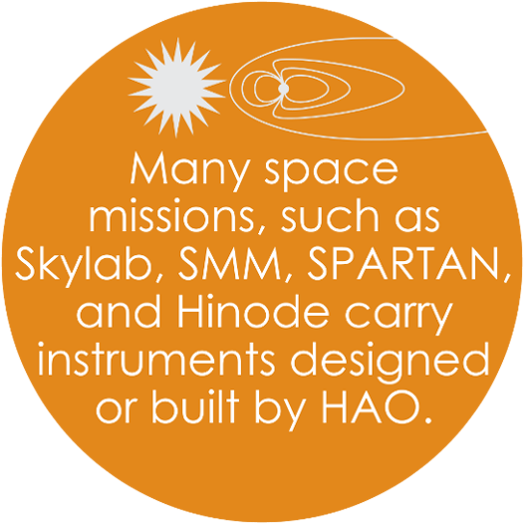 Many space
missions, such as
Skylab, SMM, SPARTAN,
and Hinode carry
instruments designed
or built by HAO.